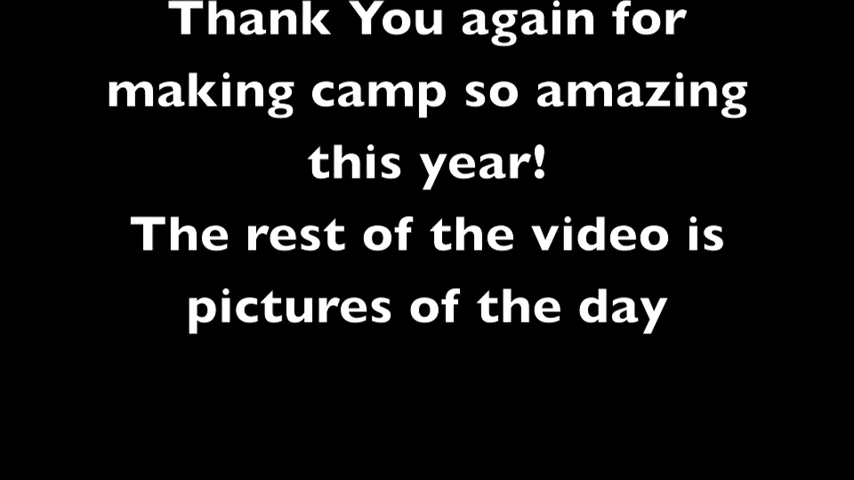 Thank You again for
making camp so amazing
this year!
The rest of the video is
pictures of the day